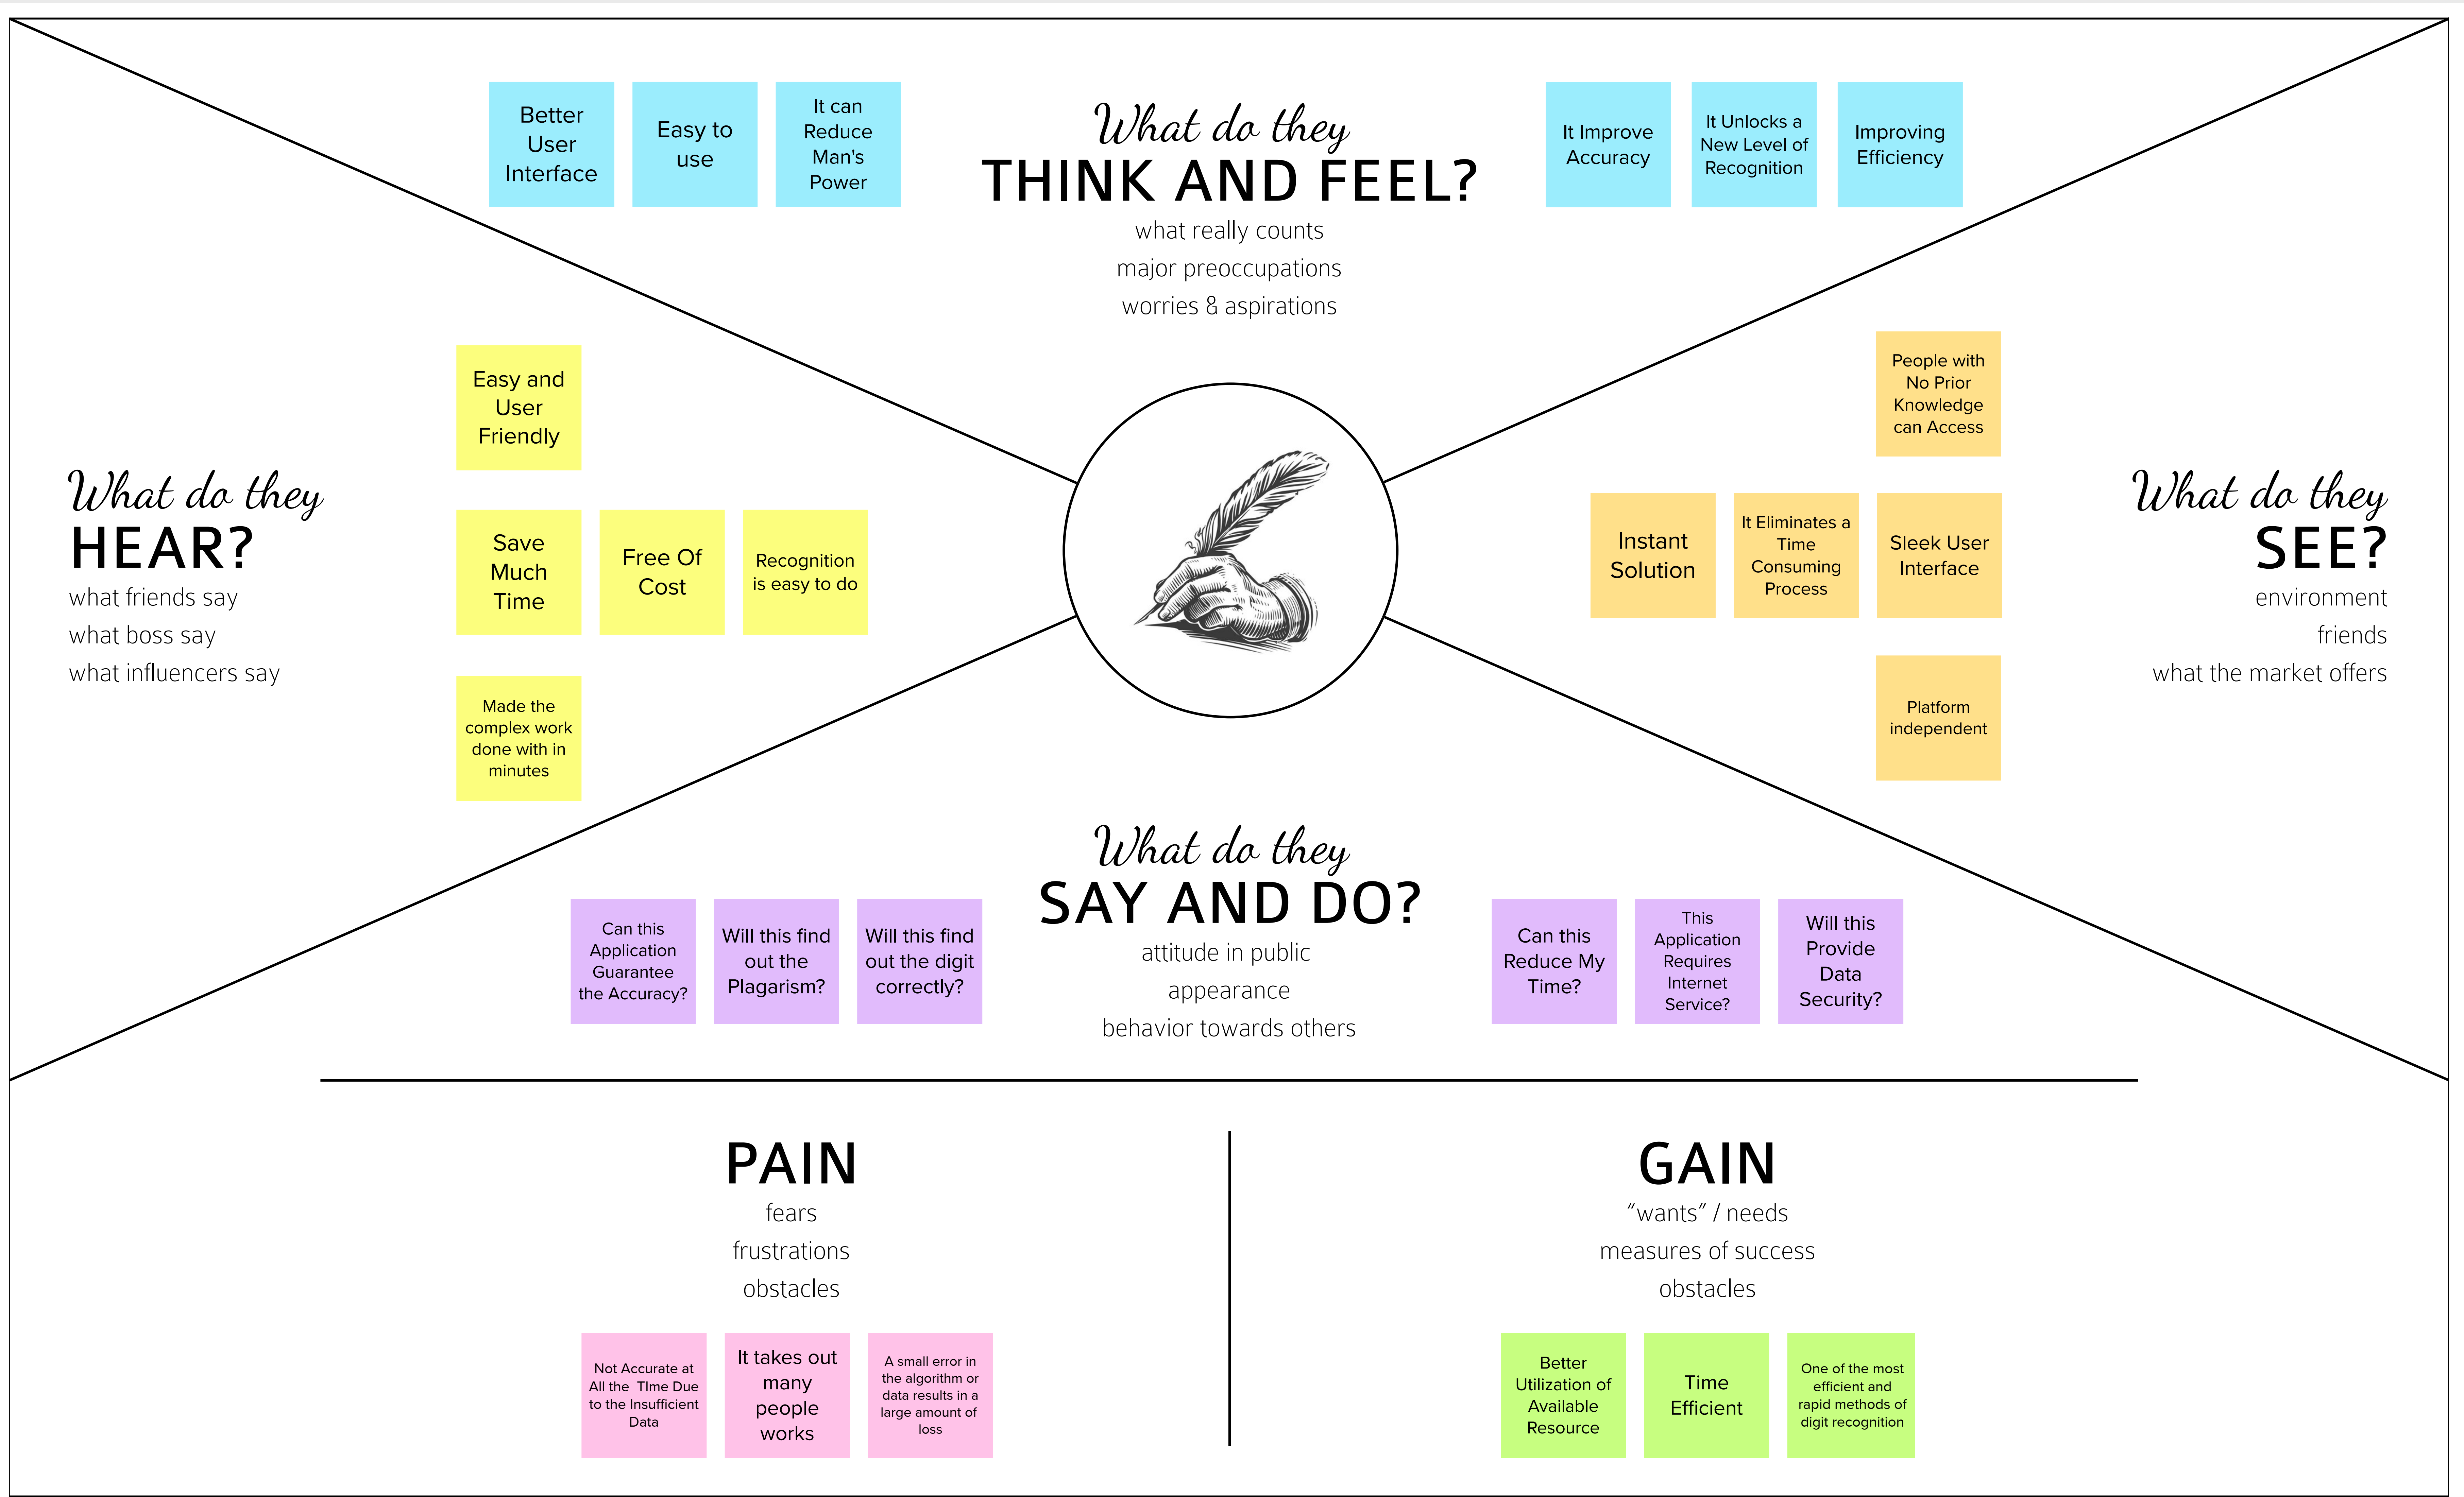 Better
User
Interface
Easy to
use
It can
Reduce
Man's
Power
What do they
THINK AND FEEL?
what really counts
major preoccupations
worries & aspirations
It Improve
Accuracy
It Unlocks a
New Level of
Recognition
Improving
Efficiency
What do they
HEAR?
what friends say
what boss say
what influencers say
Easy and
User
Friendly
Save
Much
Time
Free Of
Cost
Recognition
is easy to do
Made the
complex work
done with in
minutes
People with
No Prior
Knowledge
can Access
Instant
Solution
It Eliminates a
Time
Consuming
Process
Sleek User
Interface
Platform
independent
What do they
SEE?
environment
friends
what the market offers
What do they
SAY AND DO?
attitude in public
appearance
behavior towards others
Can this
Application
Guarantee
the Accuracy?
Will this find
out the
Plagarism?
Will this find
out the digit
correctly?
Can this
Reduce My
Time?
This
Application
Requires
Internet
Service?
Will this
Provide
Data
Security?
PAIN
fears
frustrations
obstacles
Not Accurate at
All the TIme Due
to the Insufficient
Data
It takes out
many
people
works
A small error in
the algorithm or
data results in a
large amount of
loss
GAIN
“wants” / needs
measures of success
obstacles
Better
Utilization of
Available
Resource
Time
Efficient
One of the most
efficient and
rapid methods of
digit recognition